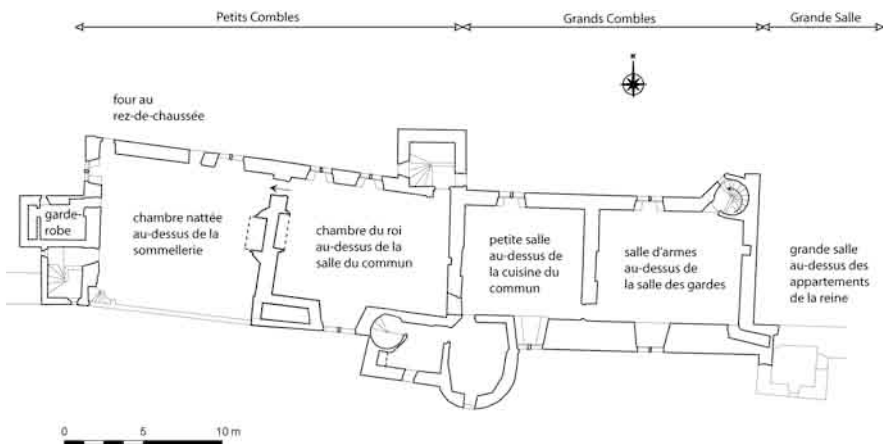 Petits Combles
Grands Combles
Grande Salle
four au
rez-de-chaussée
garde-
robe
chambre nattée
au-dessus de la
sommellerie
chambre du roi
au-dessus de la
salle du commun
petite salle
au-dessus de
la cuisine du
commun
salle d'armes
au-dessus de
la salle des gardes
grande salle
au-dessus des
appartements
de la reine
0 5 10 m